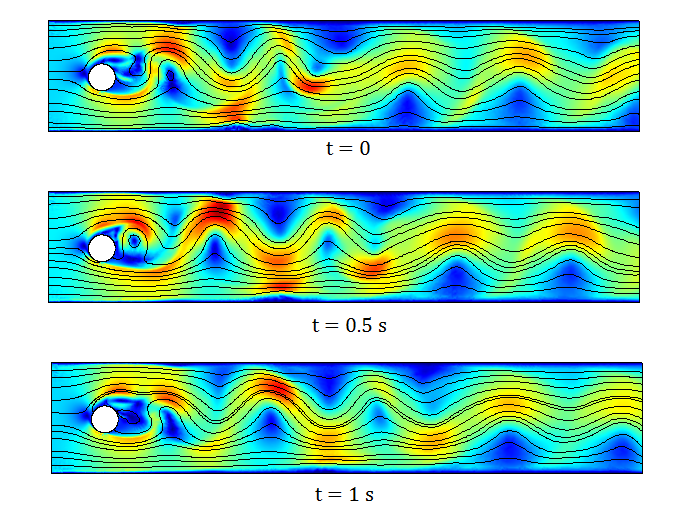 t = 0
t = 0.5 s
t = 1 s